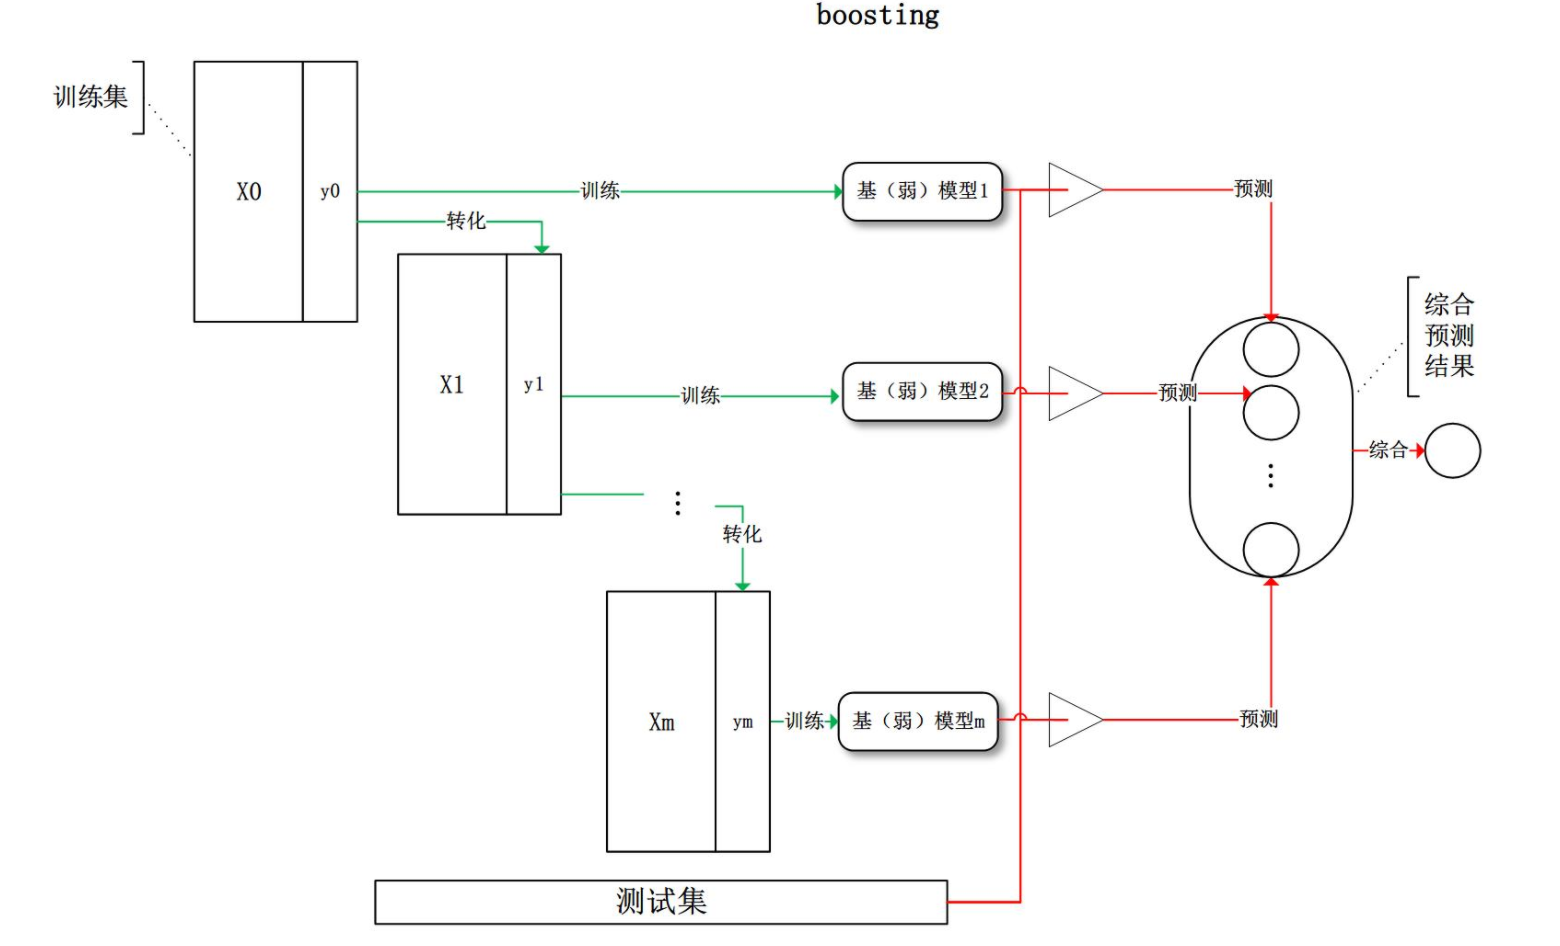 boosting
训练集
X0
y0
训练
基（弱）模型1
预测
转化
X1
y1
训练
基（弱）模型2
预测
综合
预测
结果
综合
转化
Xm
ym
训练
基（弱）模型m
预测
测试集